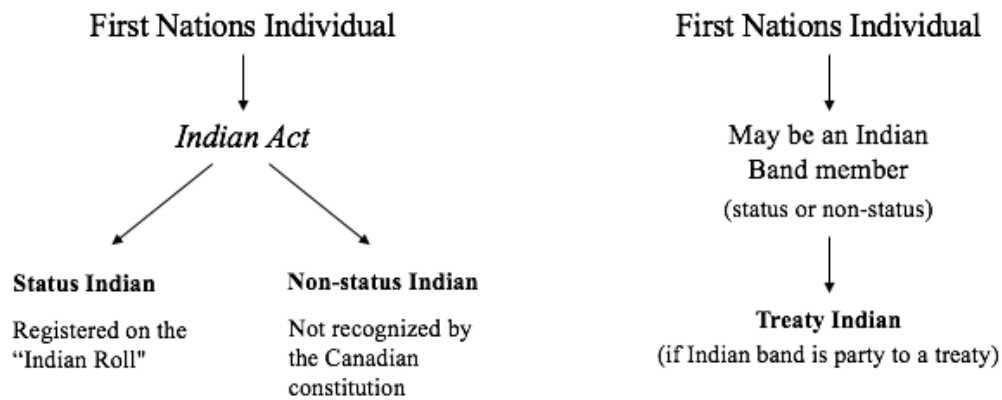 First Nations Individual
Indian Act
Status Indian
Registered on the
“Indian Roll"
Non-status Indian
Not recognized by
the Canadian
constitution
First Nations Individual
May be an Indian
Band member
(status or non-status)
Treaty Indian
(if Indian band is party to a treaty)